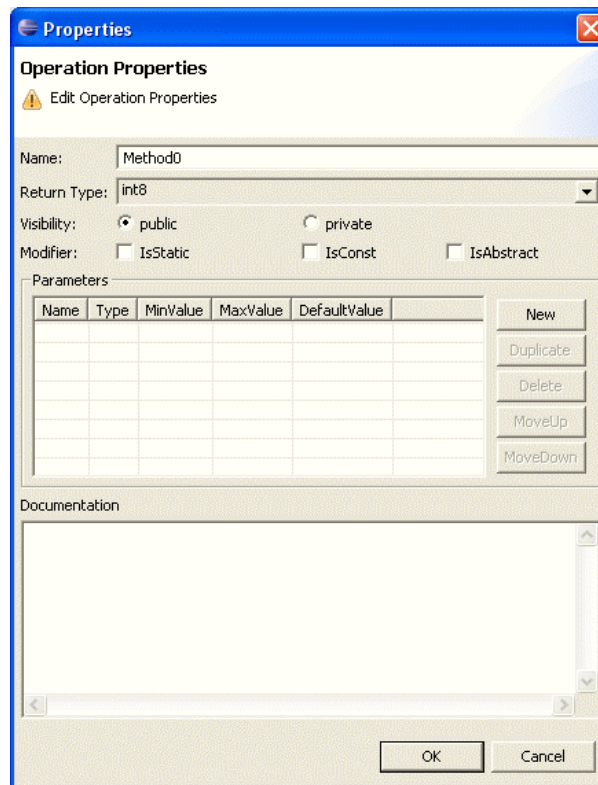 Properties
Operation Properties
Edit Operation Properties
Name: Method0
Return Type: int8
Visibility: public private
Modifier: IsStatic IsConst IsAbstract
Parameters
Name Type MinValue MaxValue DefaultValue
New
Duplicate
Delete
MoveUp
MoveDown
Documentation
OK Cancel